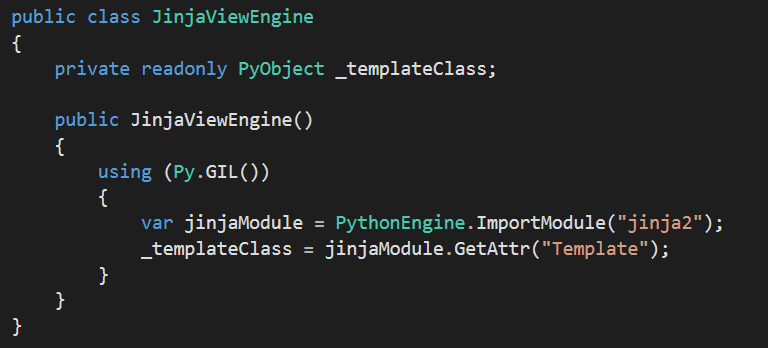 public class JinjaViewEngine
{
    private readonly PyObject _templateClass;

    public JinjaViewEngine()
    {
        using (Py.GIL())
        {
            var jinjaModule = PythonEngine.ImportModule("jinja2");
            _templateClass = jinjaModule.GetAttr("Template");
        }
    }
}